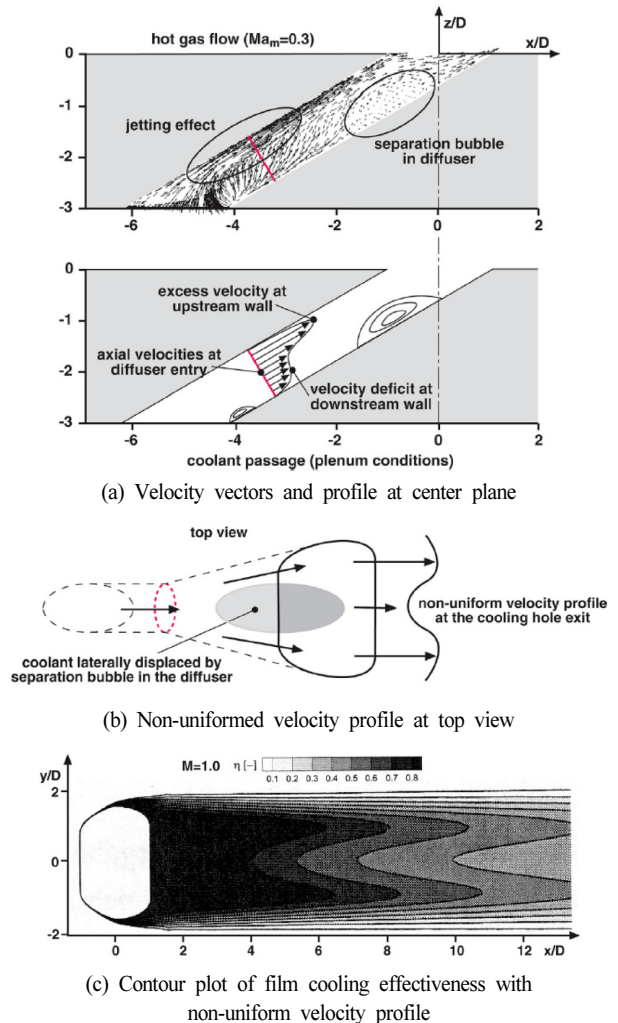 z/D
x/D
hot gas flow (Mam=0.3)
0
jetting effect
-1
separation bubble
in diffuser
-2
-3
-6 -4 -2 0 2
0
excess velocity at
upstream wall
-1
axial velocities at
diffuser entry
-2
velocity deficit at
downstream wall
-3
-6 -4 -2 0 2
coolant passage (plenum conditions)
(a) Velocity vectors and profile at center plane
top view
non-uniform velocity profile
at the cooling hole exit
coolant laterally displaced by
separation bubble in the diffuser
(b) Non-uniformed velocity profile at top view
y/D
M=1.0 η [–]
0.1 0.2 0.3 0.4 0.5 0.6 0.7 0.8
2
0
-2
0 2 4 6 8 10 12 x/D
(c) Contour plot of film cooling effectiveness with
non-uniform velocity profile